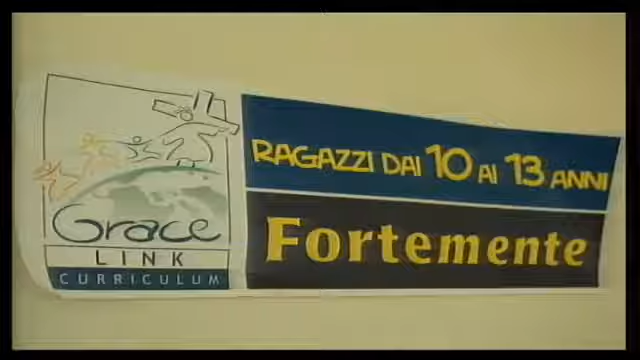 Grace
LINK
CURRICULUM
RAGAZZI DAI 10 AI 13 ANNI
Fortemente